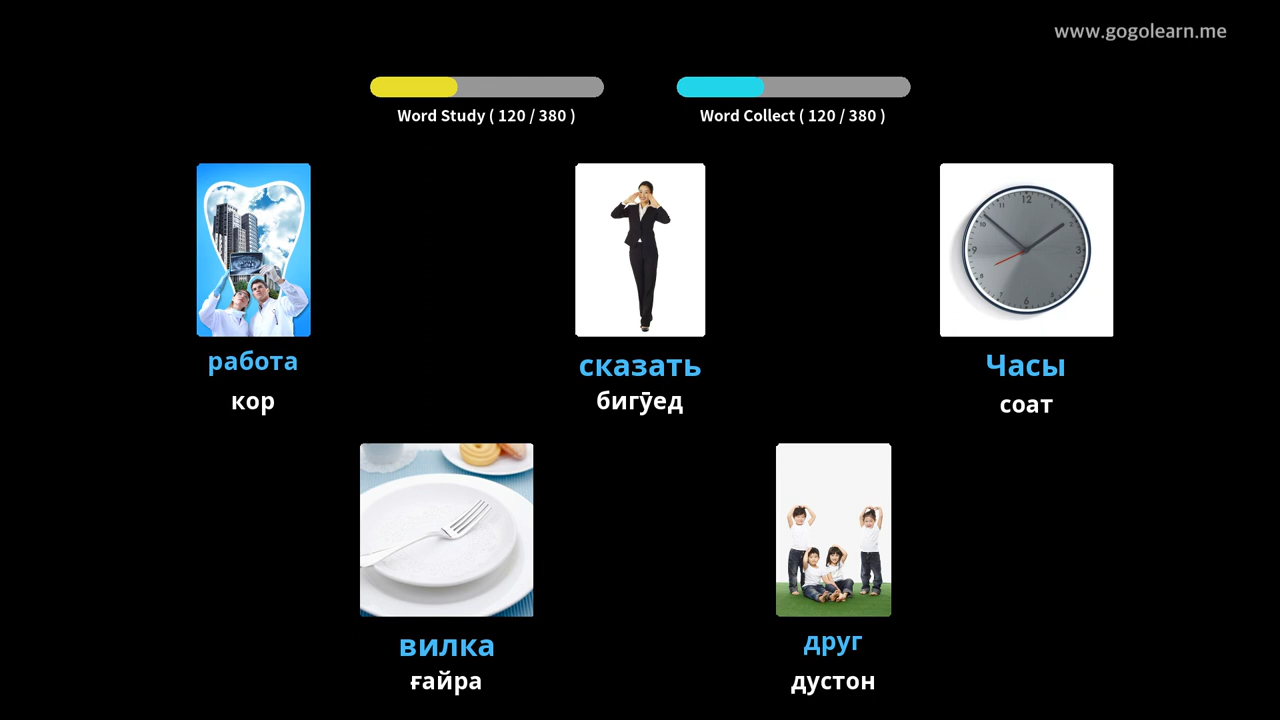 www.gogolearn.me
Word Study ( 120 / 380 )
Word Collect ( 120 / 380 )
работа
кор
сказать
бигӯед
Часы
соат
вилка
ғайра
друг
дустон